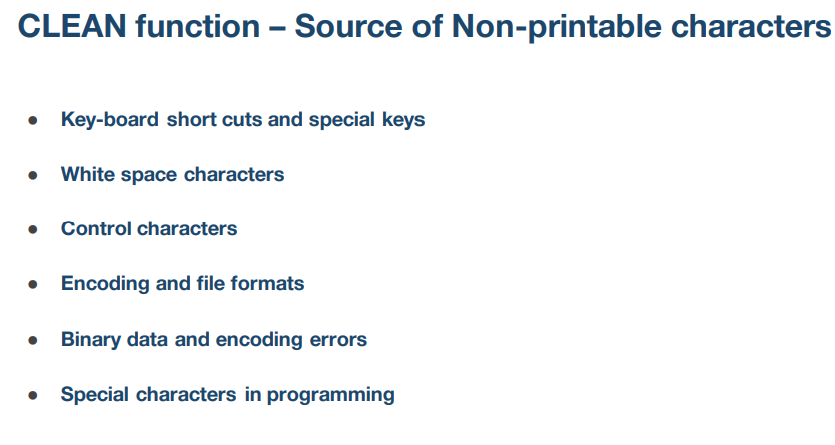 CLEAN function – Source of Non-printable characters
● Key-board short cuts and special keys
● White space characters
● Control characters
● Encoding and file formats
● Binary data and encoding errors
● Special characters in programming